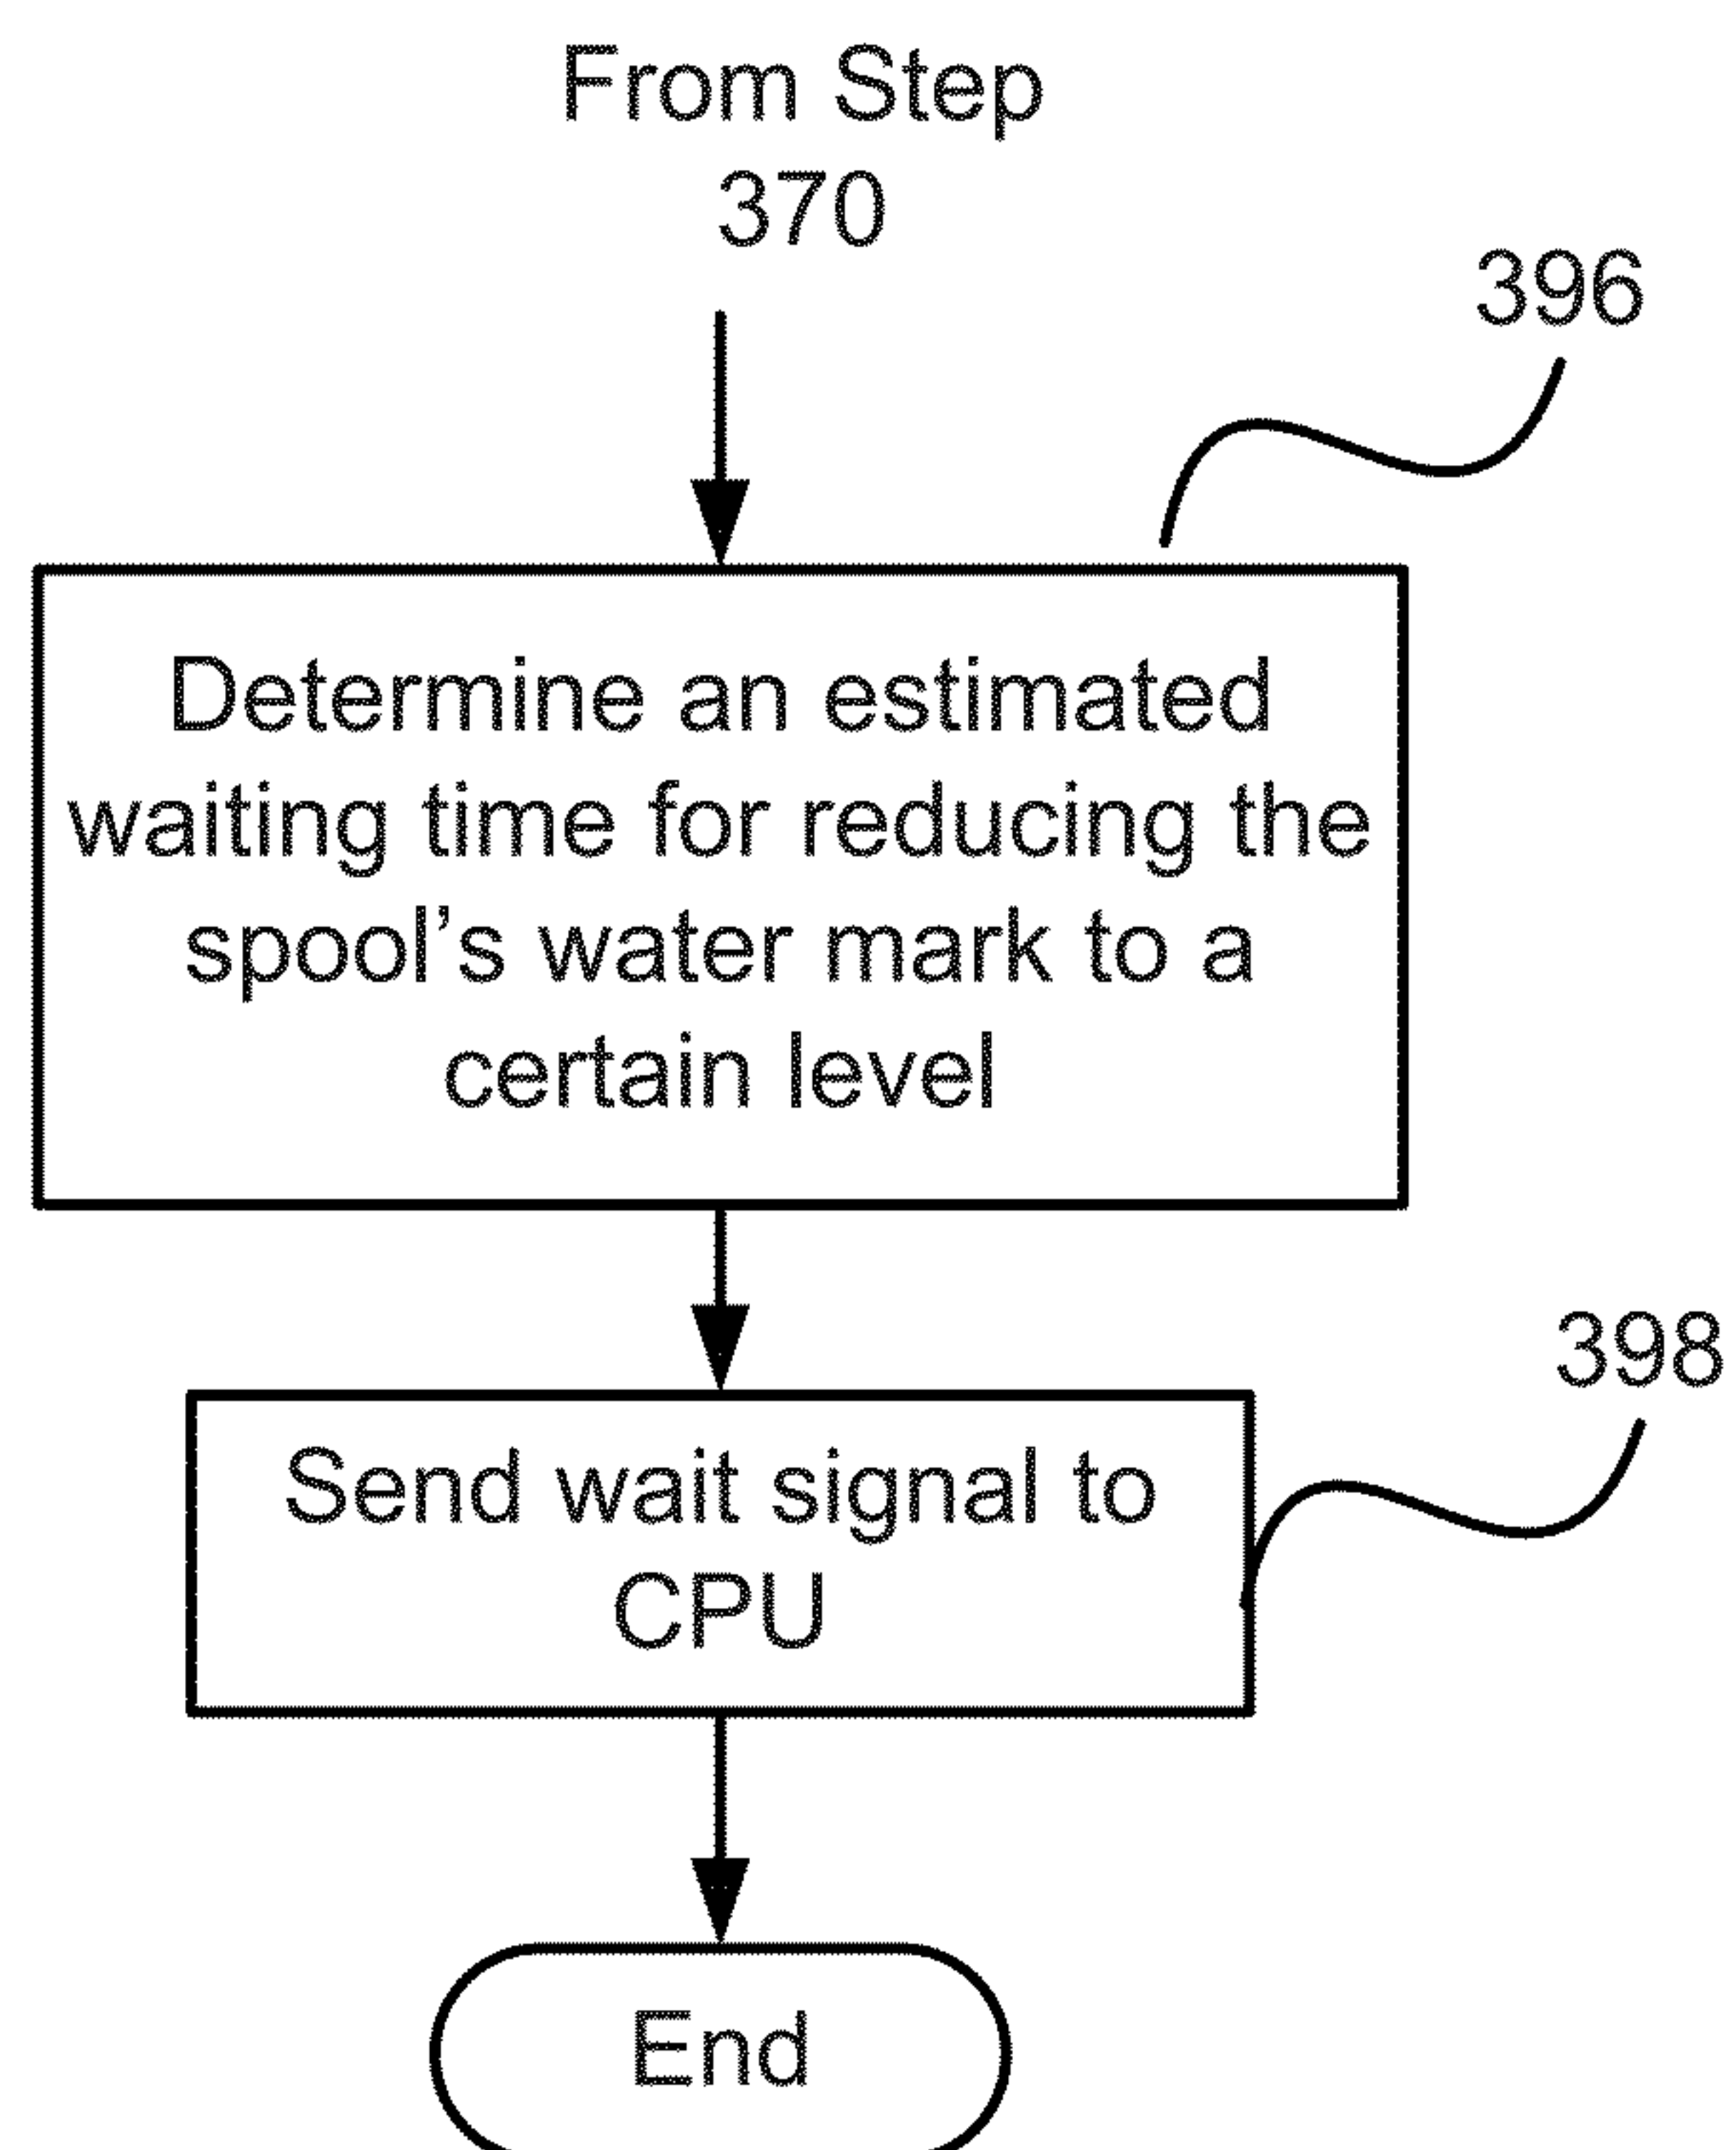 From Step
370
396
Determine an estimated
waiting time for reducing the
spool’s water mark to a
certain level
398
Send wait signal to
CPU
End